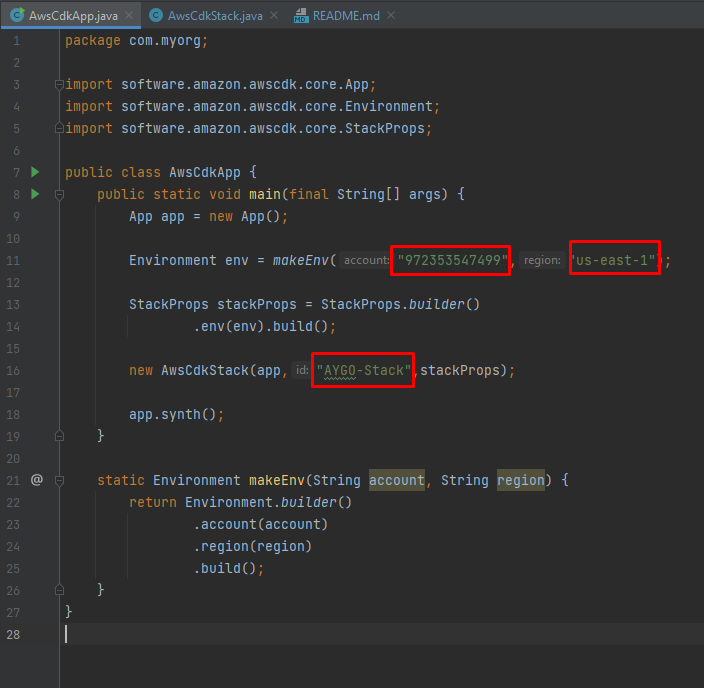 AwsCdkApp.java AwsCdkStack.java MD README.md
1 package com.myorg;
2
3 import software.amazon.awscdk.core.App;
4 import software.amazon.awscdk.core.Environment;
5 import software.amazon.awscdk.core.StackProps;
6
7 public class AwsCdkApp {
8 public static void main(final String[] args) {
9 App app = new App();
10
11 Environment env = makeEnv( account: "972353547499", region: "us-east-1");
12
13 StackProps stackProps = StackProps.builder()
14 .env(env).build();
15
16 new AwsCdkStack(app, id: "AYGO-Stack",stackProps);
17
18 app.synth();
19 }
20
21 @ static Environment makeEnv(String account, String region) {
22 return Environment.builder()
23 .account(account)
24 .region(region)
25 .build();
26 }
27 }
28